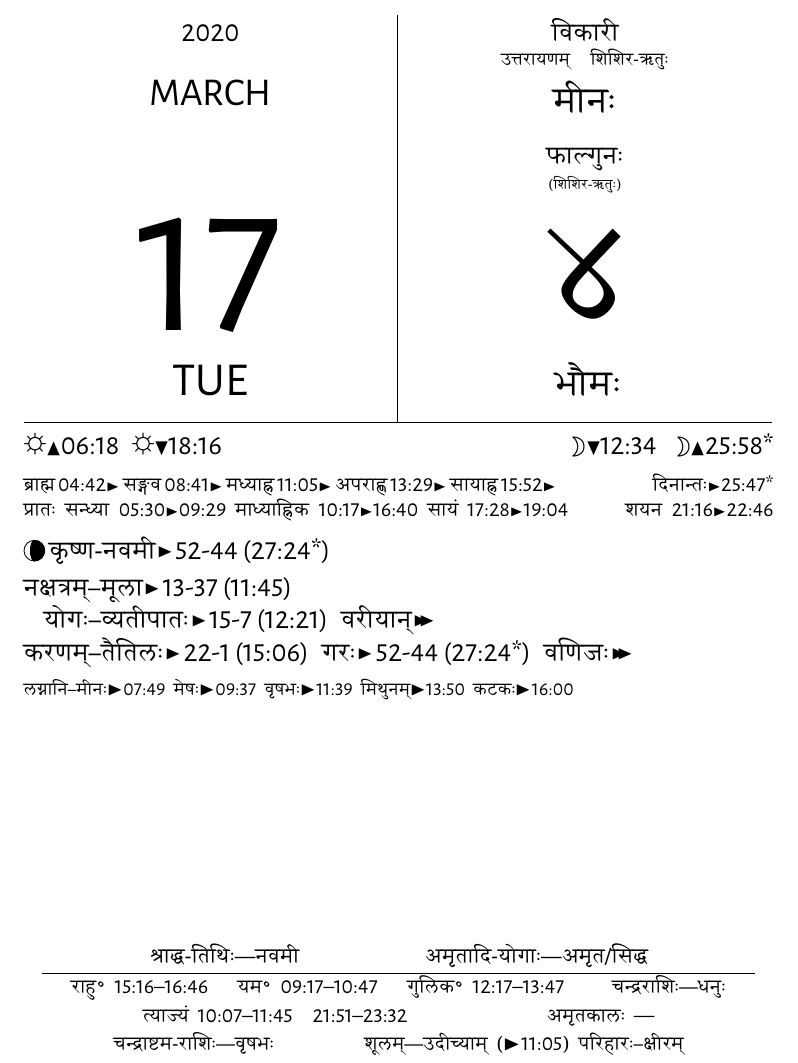 2020
MARCH
17
TUE
विकारी
उत्तरायणम् शिशिर-ऋतुः
मीनः
फाल्गुनः
(शिशिर-ऋतुः)
४
भौमः
☼▲06:18 ☼▼18:16 ☽▼12:34 ☽▲25:58*
ब्राह्म 04:42► सङ्गव 08:41► मध्याह्न 11:05► अपराह्ण 13:29► सायाह्न 15:52► दिनान्तः►25:47*
प्रातः सन्ध्या 05:30►09:29 माध्याह्निक 10:17►16:40 सायं 17:28►19:04 शयन 21:16►22:46
कृष्ण-नवमी►52-44 (27:24*)
नक्षत्रम्–मूला►13-37 (11:45)
योगः–व्यतीपातः►15-7 (12:21) वरीयान्►►
करणम्–तैतिलः►22-1 (15:06) गरः►52-44 (27:24*) वणिजः►►
लग्नानि–मीनः►07:49 मेषः►09:37 वृषभः►11:39 मिथुनम्►13:50 कटकः►16:00
श्राद्ध-तिथिः—नवमी अमृतादि-योगाः—अमृत/सिद्ध
राहु॰ 15:16–16:46 यम॰ 09:17–10:47 गुलिक॰ 12:17–13:47 चन्द्रराशिः—धनुः
त्याज्यं 10:07–11:45 21:51–23:32 अमृतकालः —
चन्द्राष्टम-राशिः—वृषभः शूलम्—उदीच्याम् (►11:05) परिहारः–क्षीरम्